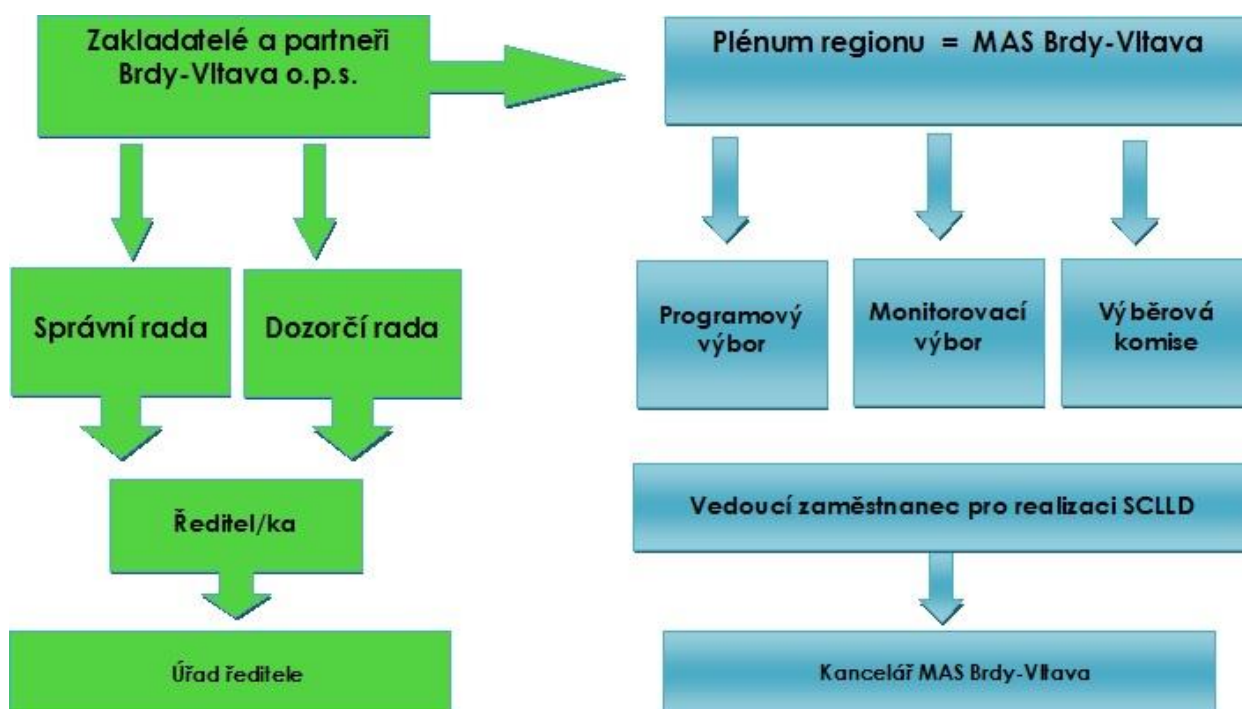 Zakladatelé a partneři
Brdy-Vltava o.p.s.
Plénum regionu = MAS Brdy-Vltava
Správní rada
Dozorčí rada
Programový
výbor
Monitorovací
výbor
Výběrová
komise
Ředitel/ka
Vedoucí zaměstnanec pro realizaci SCLLD
Úřad ředitele
Kancelář MAS Brdy-Vltava